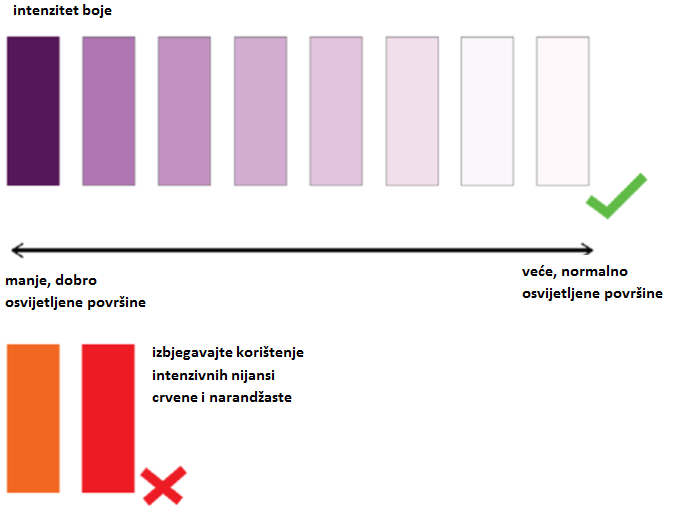 intenzitet boje
manje, dobro
osvijetljene površine
veće, normalno
osvijetljene površine
izbjegavajte korištenje
intenzivnih nijansi
crvene i narandžaste